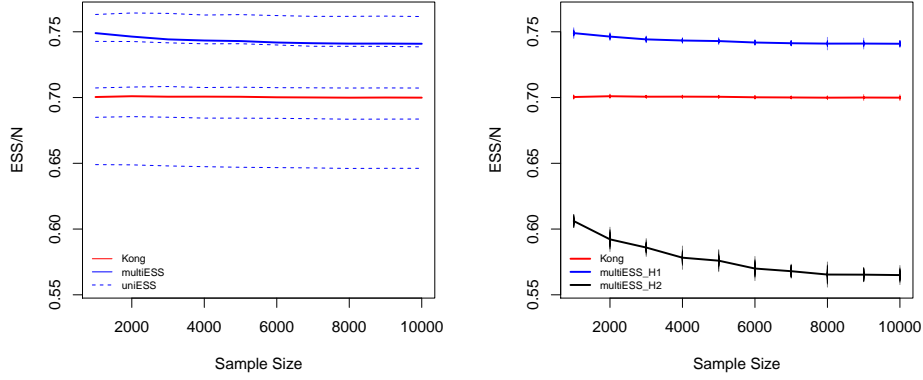 0.75
0.70
0.65
0.60
0.55
ESS/N
Kong
multiESS
uniESS
2000 4000 6000 8000 10000
Sample Size
0.75
0.70
0.65
0.60
0.55
ESS/N
Kong
multiESS_H1
multiESS_H2
2000 4000 6000 8000 10000
Sample Size